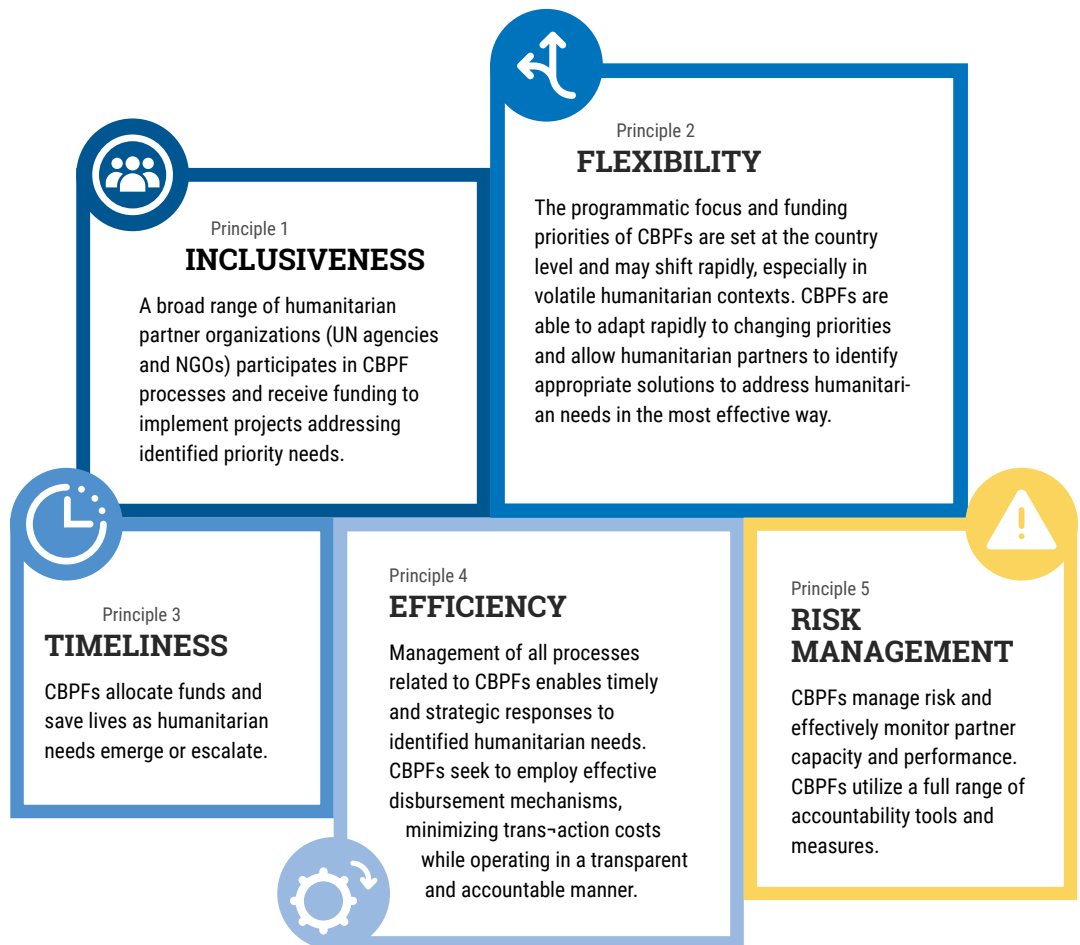 Principle 1
INCLUSIVENESS
A broad range of humanitarian
partner organizations (UN agencies
and NGOs) participates in CBPF
processes and receive funding to
implement projects addressing
identified priority needs.
Principle 2
FLEXIBILITY
The programmatic focus and funding
priorities of CBPFs are set at the country
level and may shift rapidly, especially in
volatile humanitarian contexts. CBPFs are
able to adapt rapidly to changing priorities
and allow humanitarian partners to identify
appropriate solutions to address humanitari-
an needs in the most effective way.
Principle 3
TIMELINESS
CBPFs allocate funds and
save lives as humanitarian
needs emerge or escalate.
Principle 4
EFFICIENCY
Management of all processes
related to CBPFs enables timely
and strategic responses to
identified humanitarian needs.
CBPFs seek to employ effective
disbursement mechanisms,
minimizing trans¬action costs
while operating in a transparent
and accountable manner.
Principle 5
RISK
MANAGEMENT
CBPFs manage risk and
effectively monitor partner
capacity and performance.
CBPFs utilize a full range of
accountability tools and
measures.